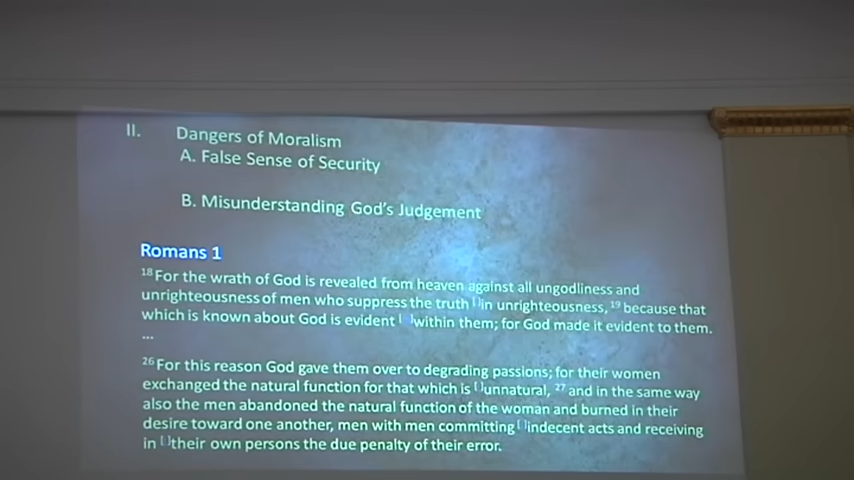 II. Dangers of Moralism
A. False Sense of Security
B. Misunderstanding God's Judgement
Romans 1
18 For the wrath of God is revealed from heaven against all ungodliness and
unrighteousness of men who suppress the truth []in unrighteousness, 19 because that
which is known about God is evident []within them; for God made it evident to them.
...
26 For this reason God gave them over to degrading passions; for their women
exchanged the natural function for that which is []unnatural, 27 and in the same way
also the men abandoned the natural function of the woman and burned in their
desire toward one another, men with men committing []indecent acts and receiving
in []their own persons the due penalty of their error.